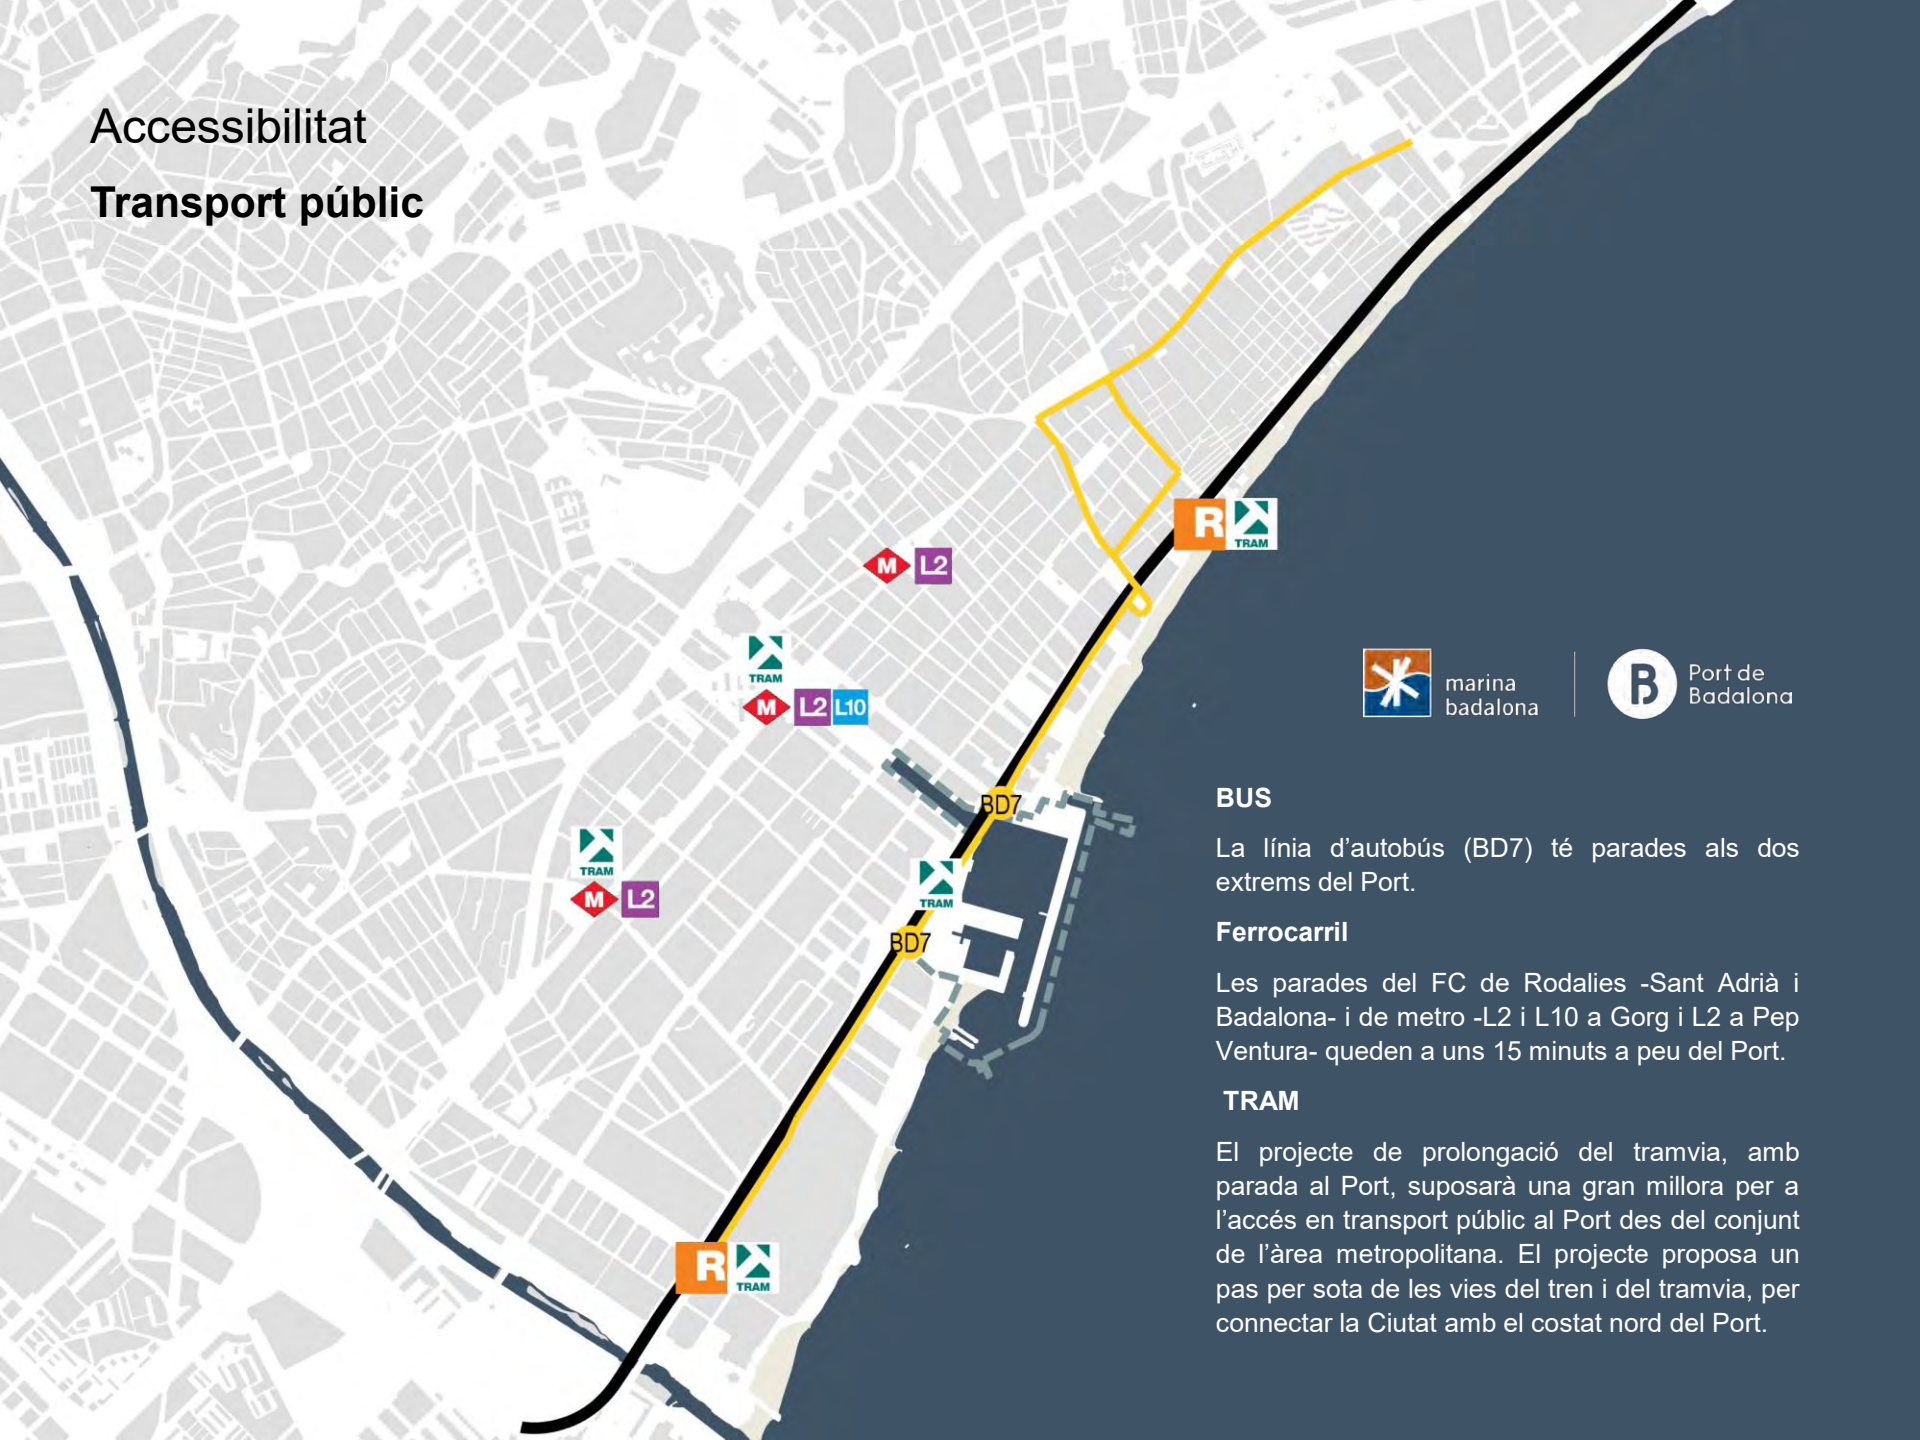 Accessibilitat
Transport públic
R
TRAM
M L2
TRAM
M L2 L10
marina
badalona
B
Port de
Badalona
BD7
TRAM
M L2
TRAM
BD7
R
TRAM
BUS
La línia d’autobús (BD7) té parades als dos
extrems del Port.
Ferrocarril
Les parades del FC de Rodalies -Sant Adrià i
Badalona- i de metro -L2 i L10 a Gorg i L2 a Pep
Ventura- queden a uns 15 minuts a peu del Port.
TRAM
El projecte de prolongació del tramvia, amb
parada al Port, suposarà una gran millora per a
l’accés en transport públic al Port des del conjunt
de l’àrea metropolitana. El projecte proposa un
pas per sota de les vies del tren i del tramvia, per
connectar la Ciutat amb el costat nord del Port.